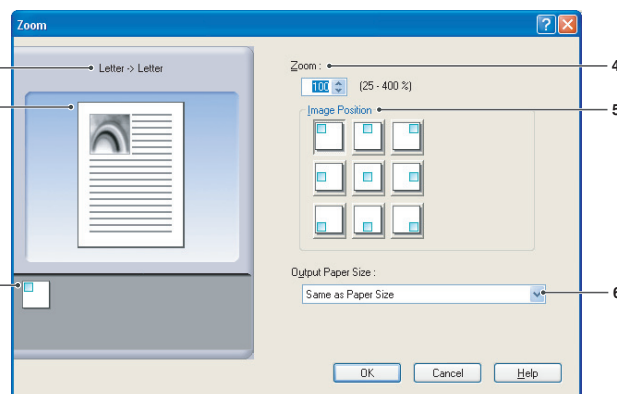 Zoom
Letter -> Letter
Zoom :
4
100
(25 - 400 %)
Image Position
5
Output Paper Size :
Same as Paper Size
6
OK
Cancel
Help